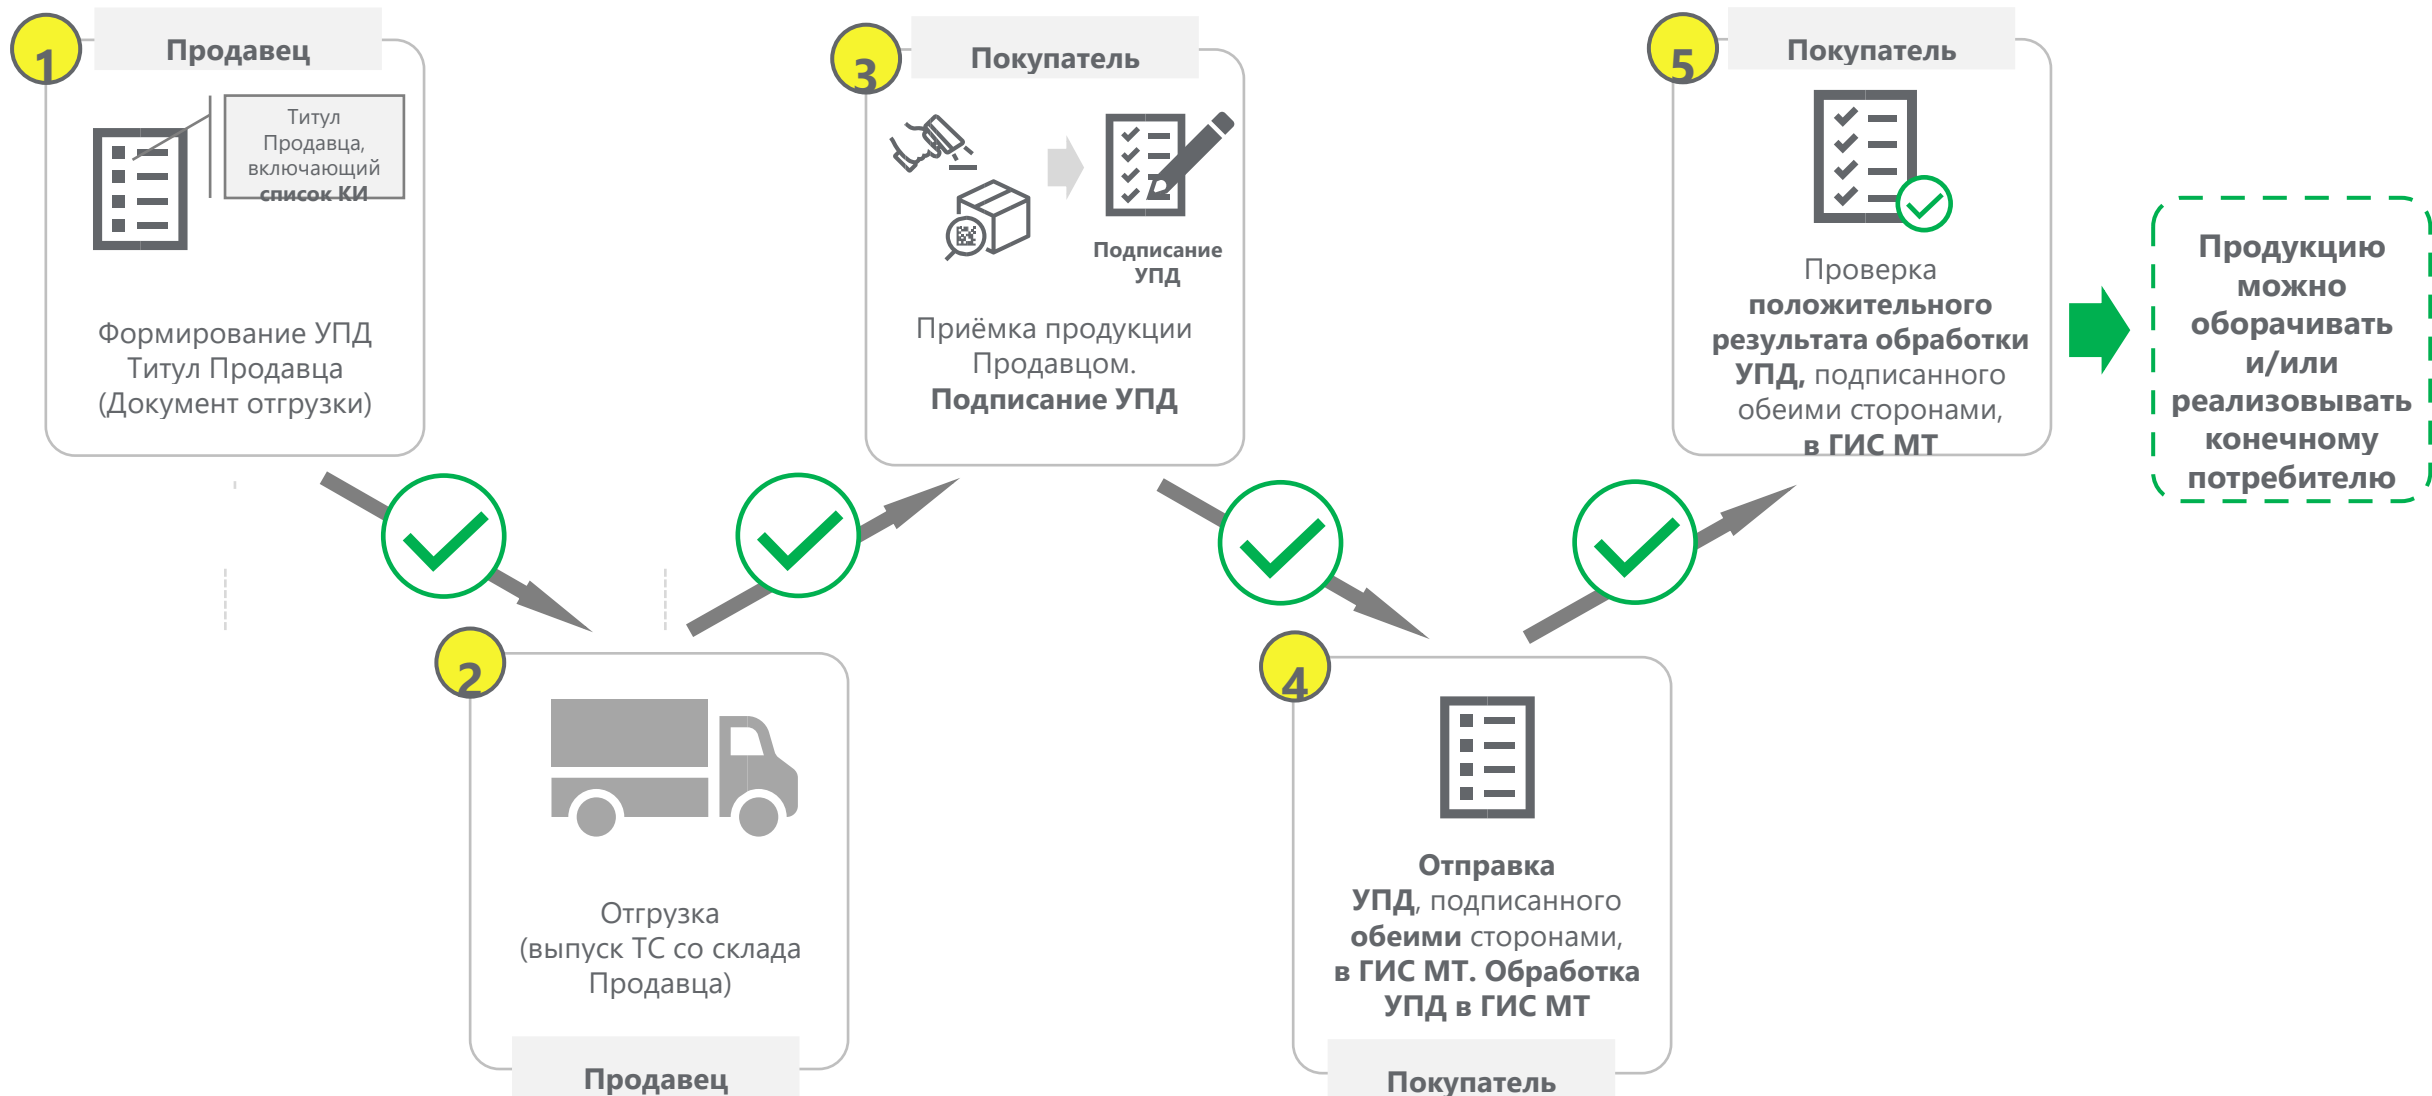 1
Продавец
Титул
Продавца,
включающий
список КИ
Формирование УПД
Титул Продавца
(Документ отгрузки)
2
Отгрузка
(выпуск ТС со склада
Продавца)
Продавец
3
Покупатель
Подписание
УПД
Приёмка продукции
Продавцом.
Подписание УПД
4
Отправка
УПД, подписанного
обеими сторонами,
в ГИС МТ. Обработка
УПД в ГИС МТ
Покупатель
5
Покупатель
Проверка
положительного
результата обработки
УПД, подписанного
обеими сторонами,
в ГИС МТ
Продукцию
можно
оборачивать
и/или
реализовывать
конечному
потребителю